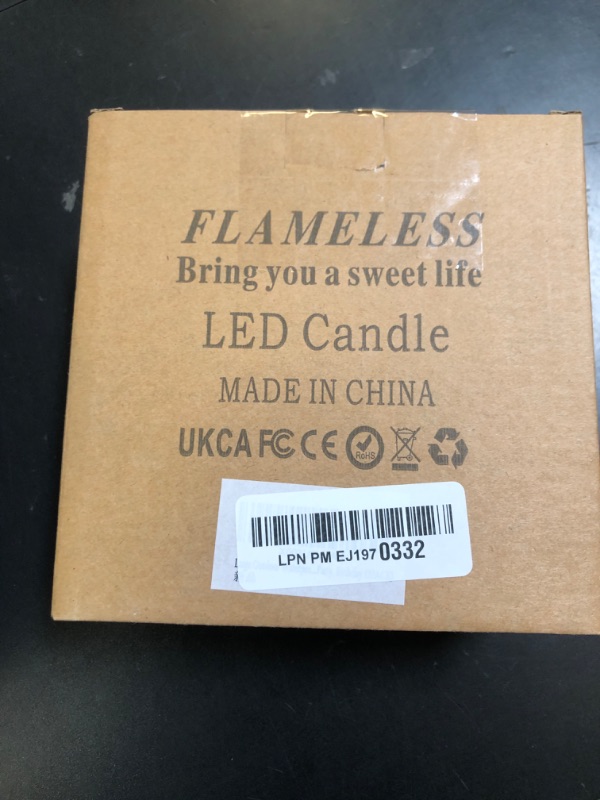 FLAMELESS
Bring you a sweet life
LED Candle
MADE IN CHINA
UKCA FC CE RoHS
LPN PM EJ197 0332